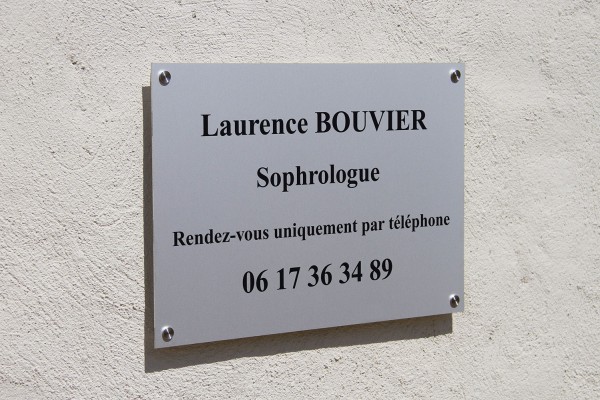 Laurence BOUVIER
Sophrologue
Rendez-vous uniquement par téléphone
06 17 36 34 89